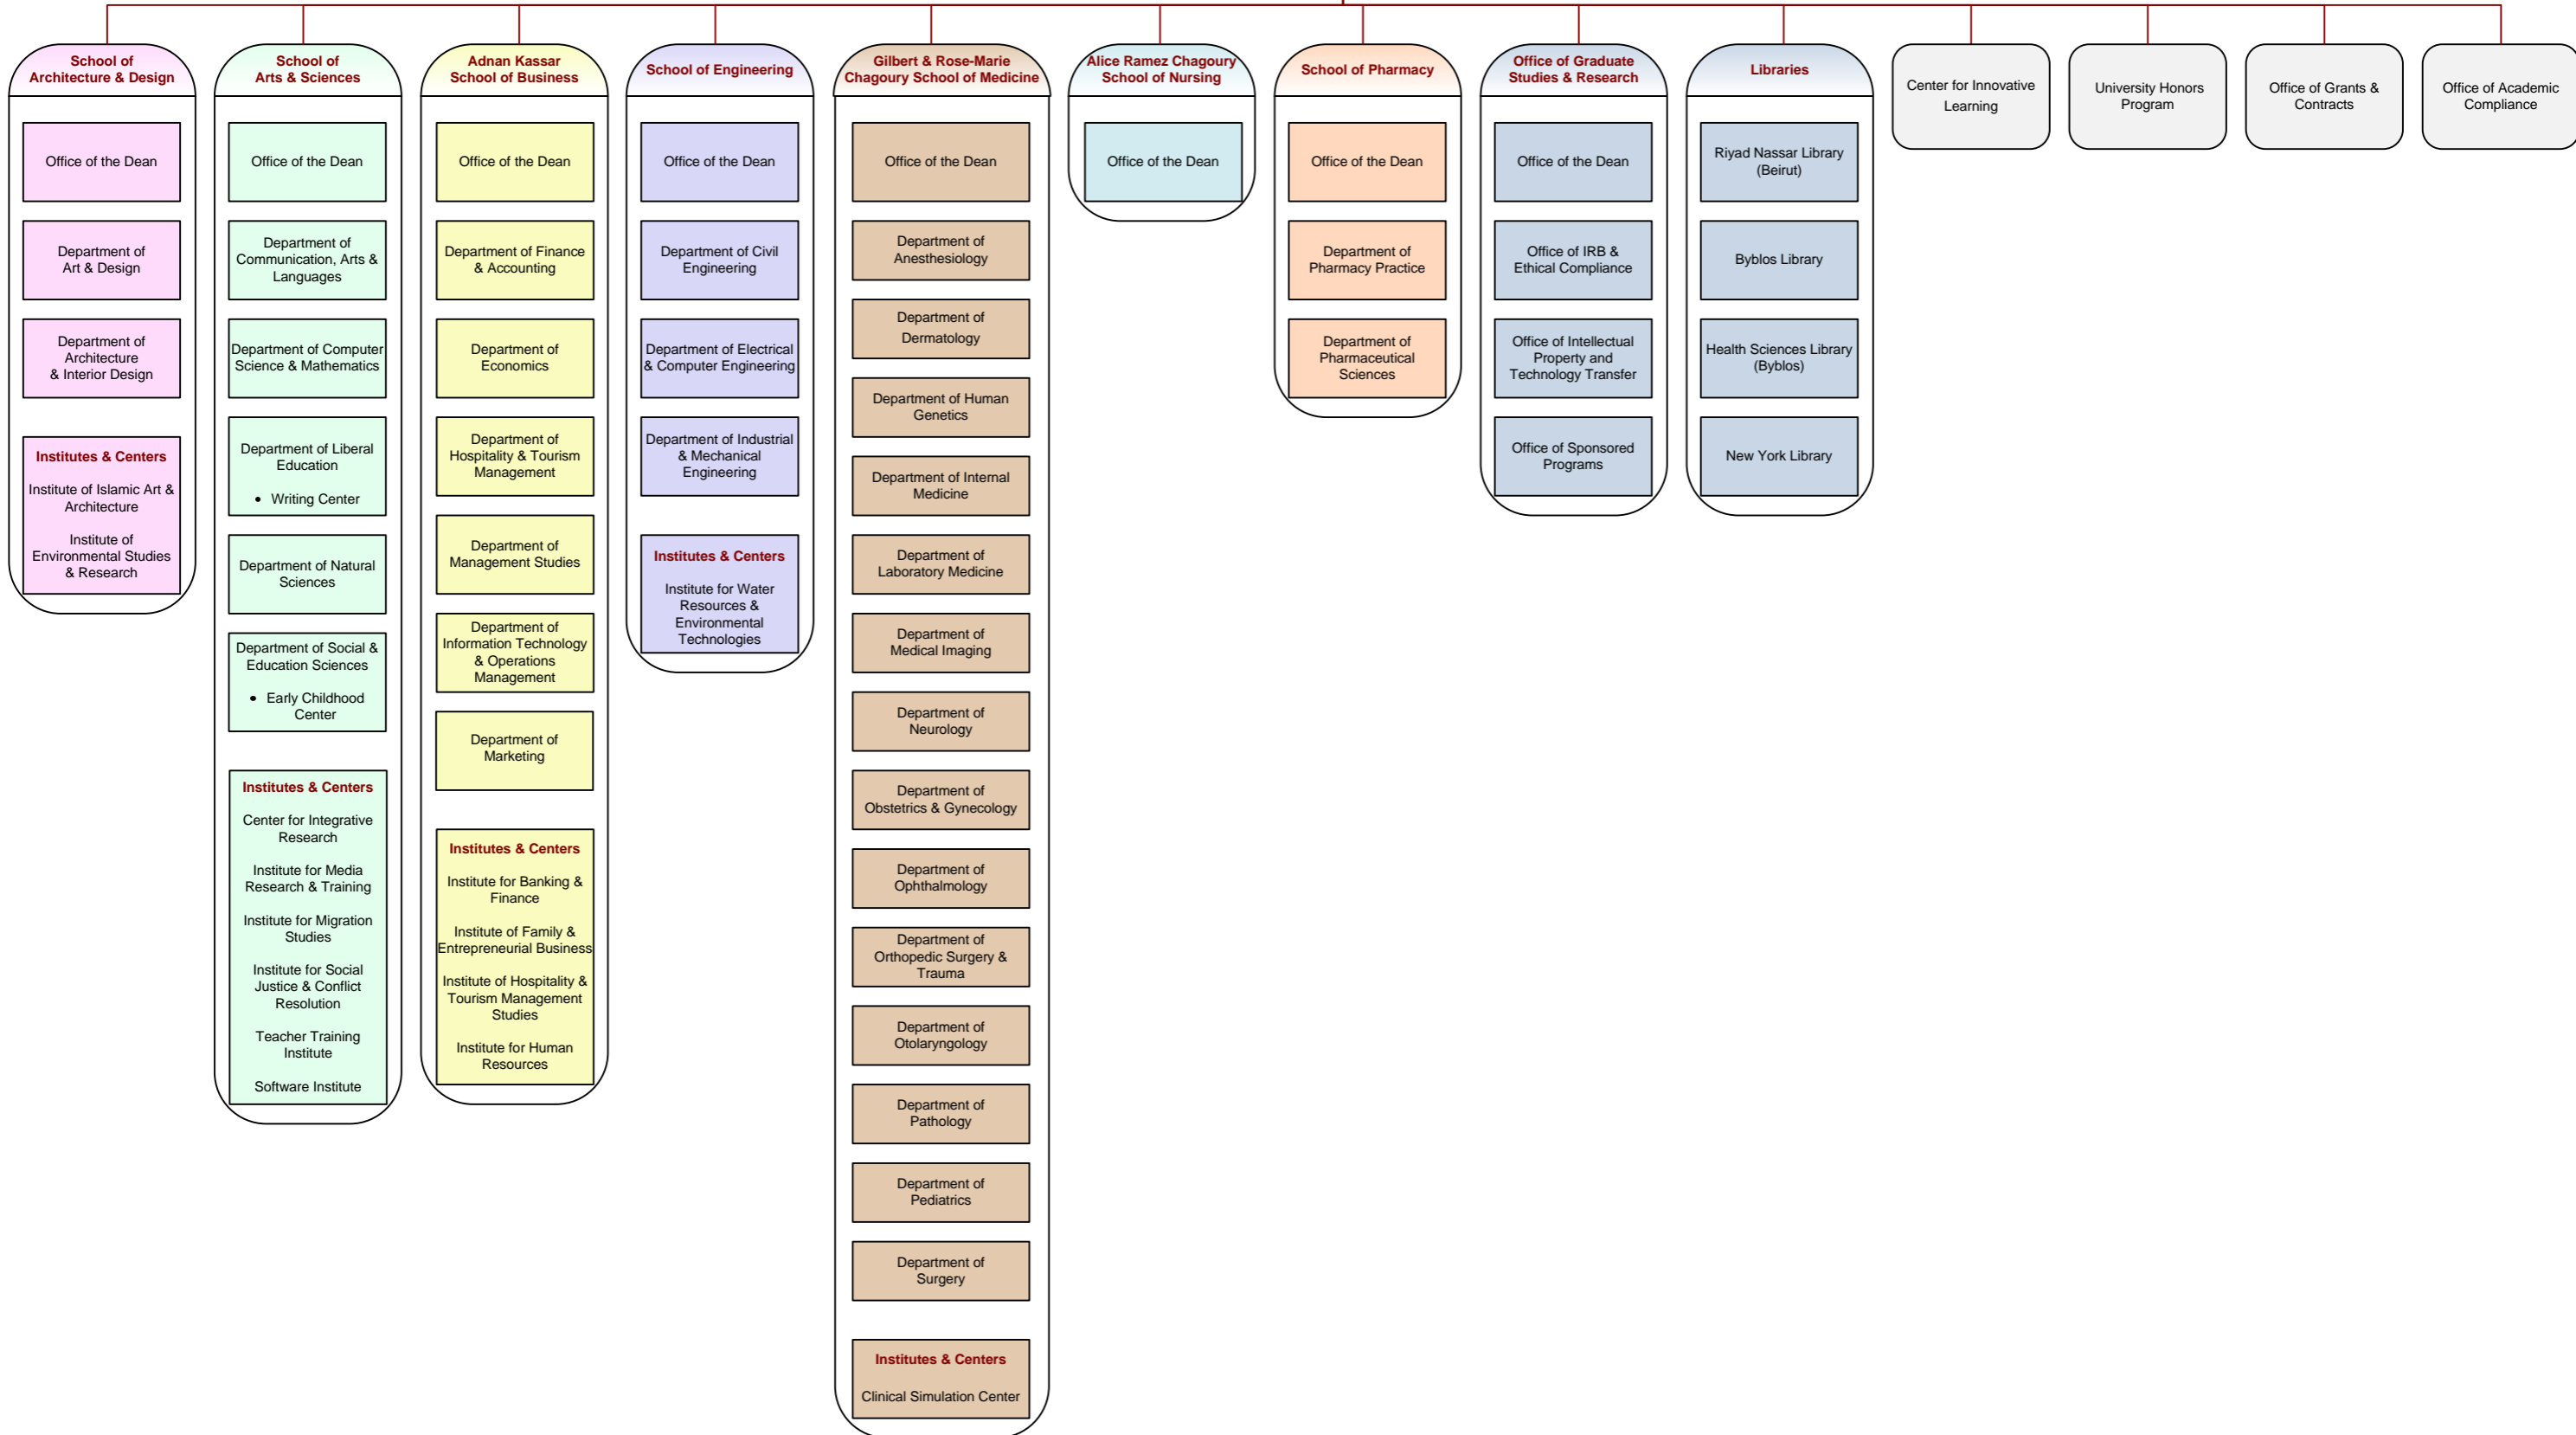 School of
Architecture & Design
Office of the Dean
Department of
Art & Design
Department of
Architecture
& Interior Design
Institutes & Centers
Institute of Islamic Art &
Architecture
Institute of
Environmental Studies
& Research
School of
Arts & Sciences
Office of the Dean
Department of
Communication, Arts &
Languages
Department of Computer
Science & Mathematics
Department of Liberal
Education
• Writing Center
Department of Natural
Sciences
Department of Social &
Education Sciences
• Early Childhood
Center
Institutes & Centers
Center for Integrative
Research
Institute for Media
Research & Training
Institute for Migration
Studies
Institute for Social
Justice & Conflict
Resolution
Teacher Training
Institute
Software Institute
Adnan Kassar
School of Business
Office of the Dean
Department of Finance
& Accounting
Department of
Economics
Department of
Hospitality & Tourism
Management
Department of
Management Studies
Department of
Information Technology
& Operations
Management
Department of
Marketing
Institutes & Centers
Institute for Banking &
Finance
Institute of Family &
Entrepreneurial Business
Institute of Hospitality &
Tourism Management
Studies
Institute for Human
Resources
School of Engineering
Office of the Dean
Department of Civil
Engineering
Department of Electrical
& Computer Engineering
Department of Industrial
& Mechanical
Engineering
Institutes & Centers
Institute for Water
Resources &
Environmental
Technologies
Gilbert & Rose-Marie
Chagoury School of Medicine
Office of the Dean
Department of
Anesthesiology
Department of
Dermatology
Department of Human
Genetics
Department of Internal
Medicine
Department of
Laboratory Medicine
Department of
Medical Imaging
Department of
Neurology
Department of
Obstetrics & Gynecology
Department of
Ophthalmology
Department of
Orthopedic Surgery &
Trauma
Department of
Otolaryngology
Department of
Pathology
Department of
Pediatrics
Department of
Surgery
Institutes & Centers
Clinical Simulation Center
Alice Ramez Chagoury
School of Nursing
Office of the Dean
School of Pharmacy
Office of the Dean
Department of
Pharmacy Practice
Department of
Pharmaceutical
Sciences
Office of Graduate
Studies & Research
Office of the Dean
Office of IRB &
Ethical Compliance
Office of Intellectual
Property and
Technology Transfer
Office of Sponsored
Programs
Libraries
Riyad Nassar Library
(Beirut)
Byblos Library
Health Sciences Library
(Byblos)
New York Library
Center for Innovative
Learning
University Honors
Program
Office of Grants &
Contracts
Office of Academic
Compliance